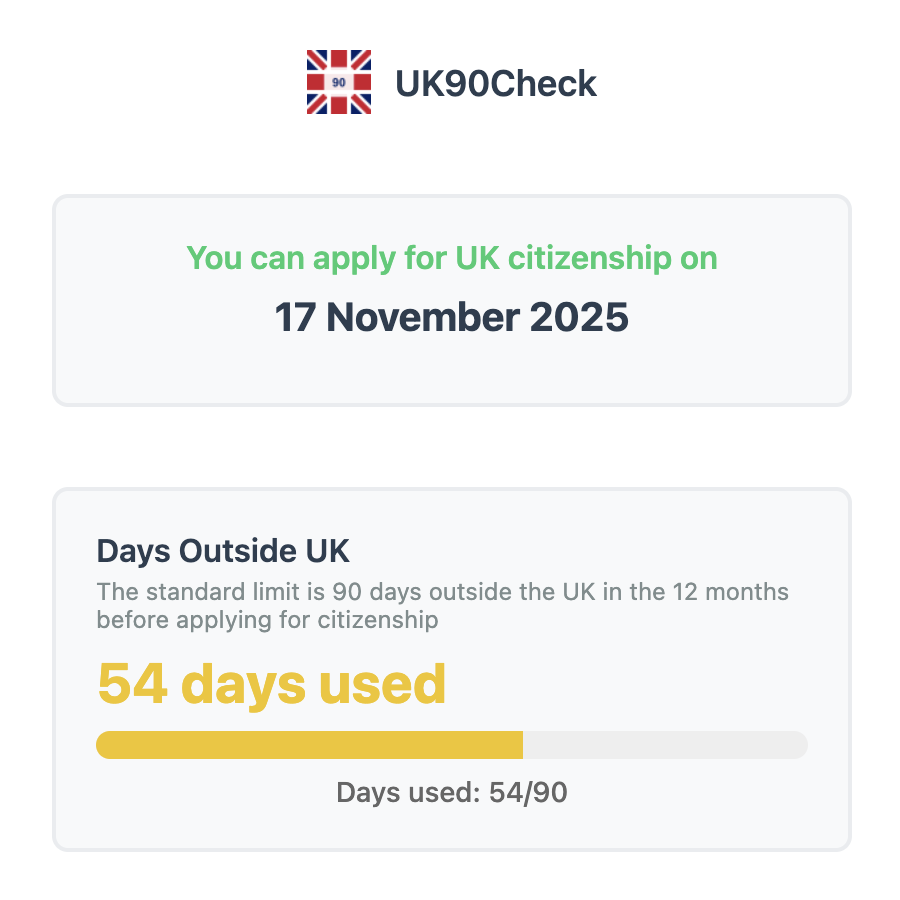 90
UK90Check
You can apply for UK citizenship on
17 November 2025
Days Outside UK
The standard limit is 90 days outside the UK in the 12 months
before applying for citizenship
54 days used
Days used: 54/90